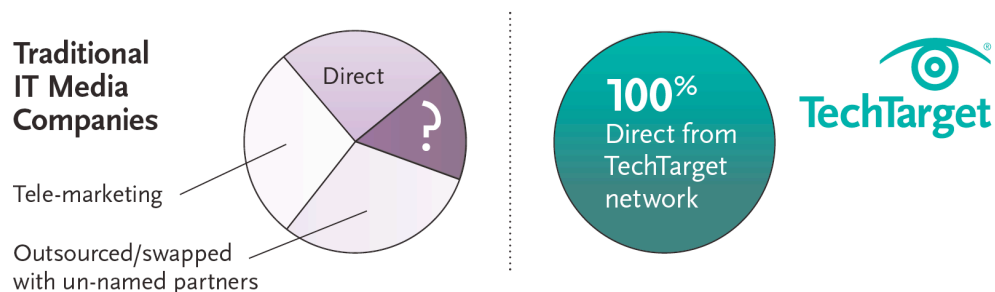 Traditional
IT Media
Companies
Direct
?
Tele-marketing
Outsourced/swapped
with un-named partners
100%
Direct from
TechTarget
network
TechTarget®